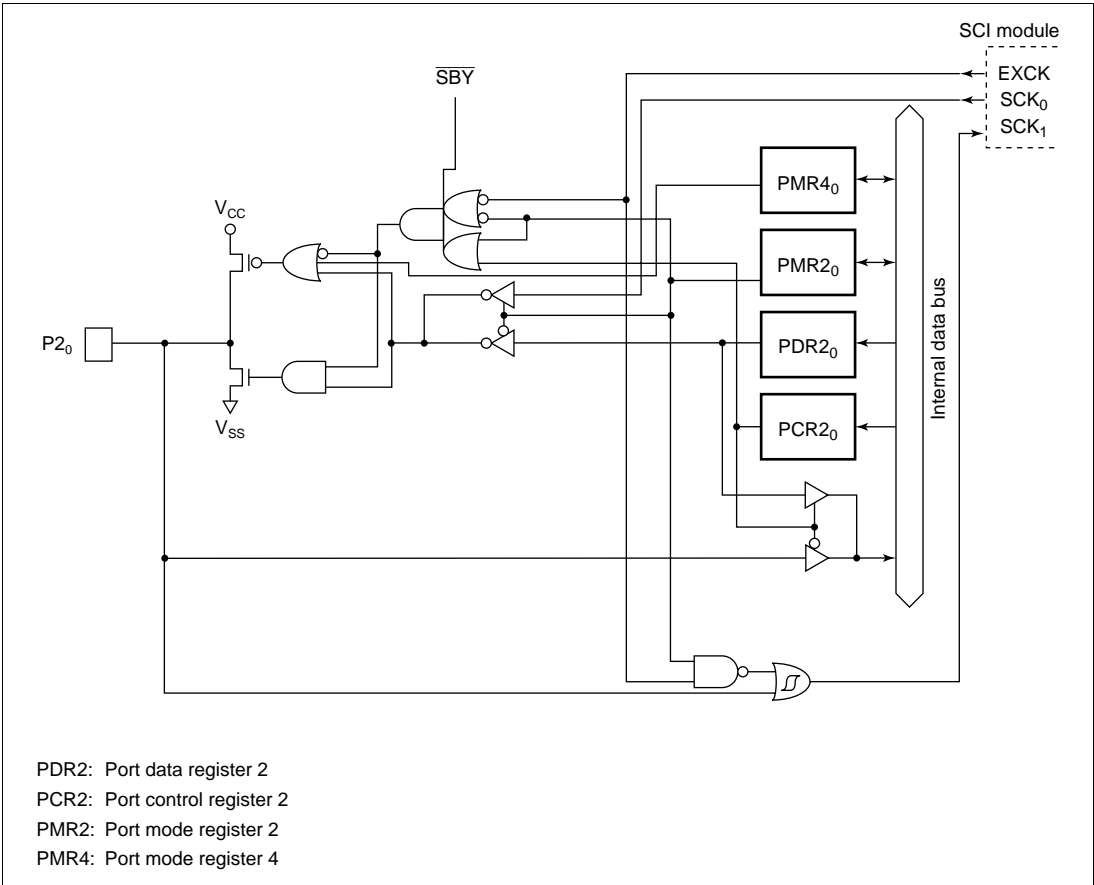 SCI module
SBY
EXCK
SCK0
SCK1
PMR40
VCC
PMR20
P20
PDR20
Internal data bus
VSS
PCR20
PDR2: Port data register 2
PCR2: Port control register 2
PMR2: Port mode register 2
PMR4: Port mode register 4